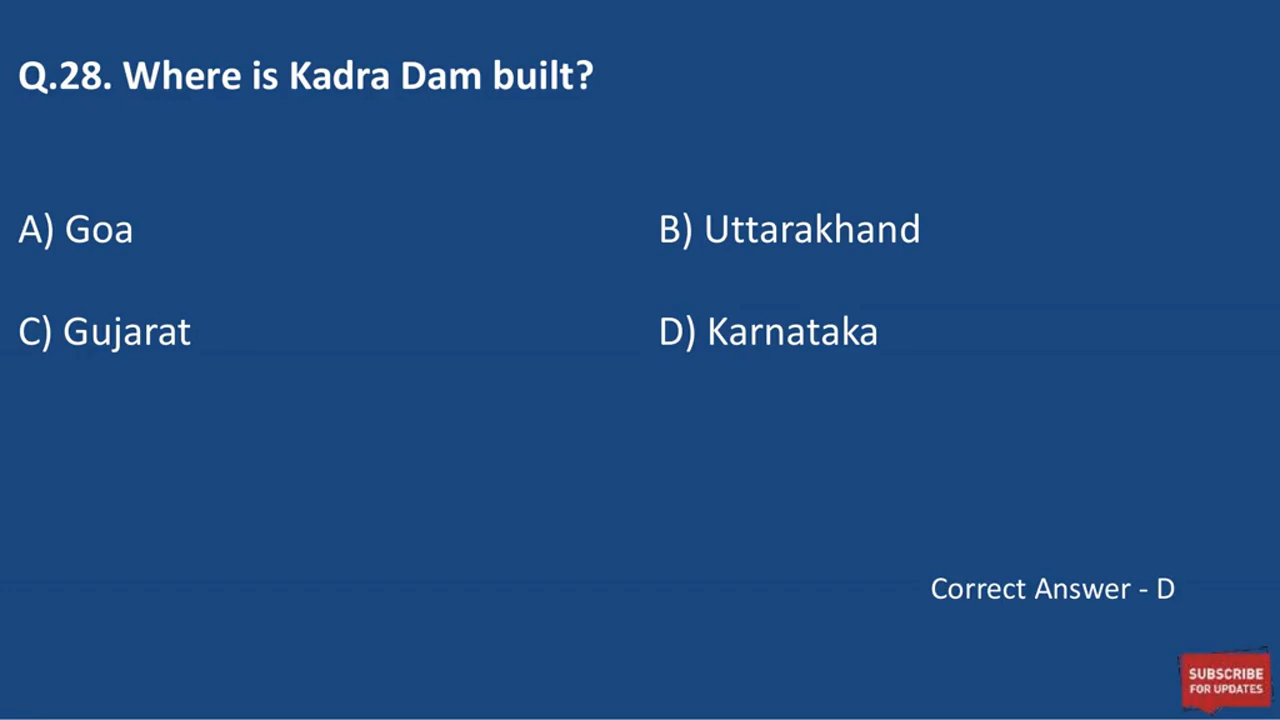 Q.28. Where is Kadra Dam built?
A) Goa
B) Uttarakhand
C) Gujarat
D) Karnataka
Correct Answer - D
SUBSCRIBE
FOR UPDATES